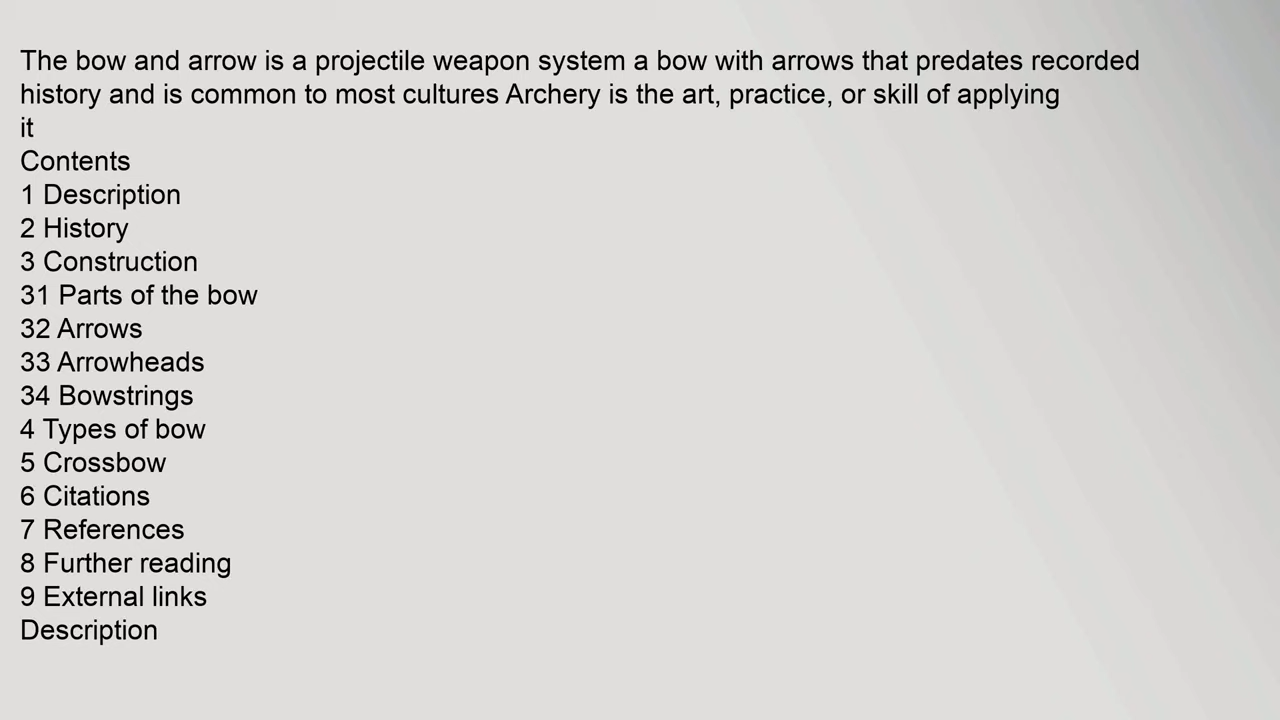 The bow and arrow is a projectile weapon system a bow with arrows that predates recorded
history and is common to most cultures Archery is the art, practice, or skill of applying
it
Contents
1 Description
2 History
3 Construction
31 Parts of the bow
32 Arrows
33 Arrowheads
34 Bowstrings
4 Types of bow
5 Crossbow
6 Citations
7 References
8 Further reading
9 External links
Description